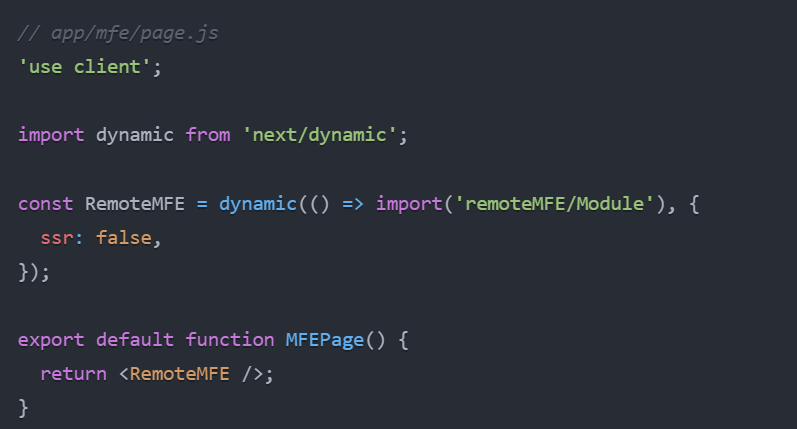 // app/mfe/page.js
'use client';
import dynamic from 'next/dynamic';
const RemoteMFE = dynamic(() => import('remoteMFE/Module'), {
  ssr: false,
});
export default function MFEPage() {
  return <RemoteMFE />;
}